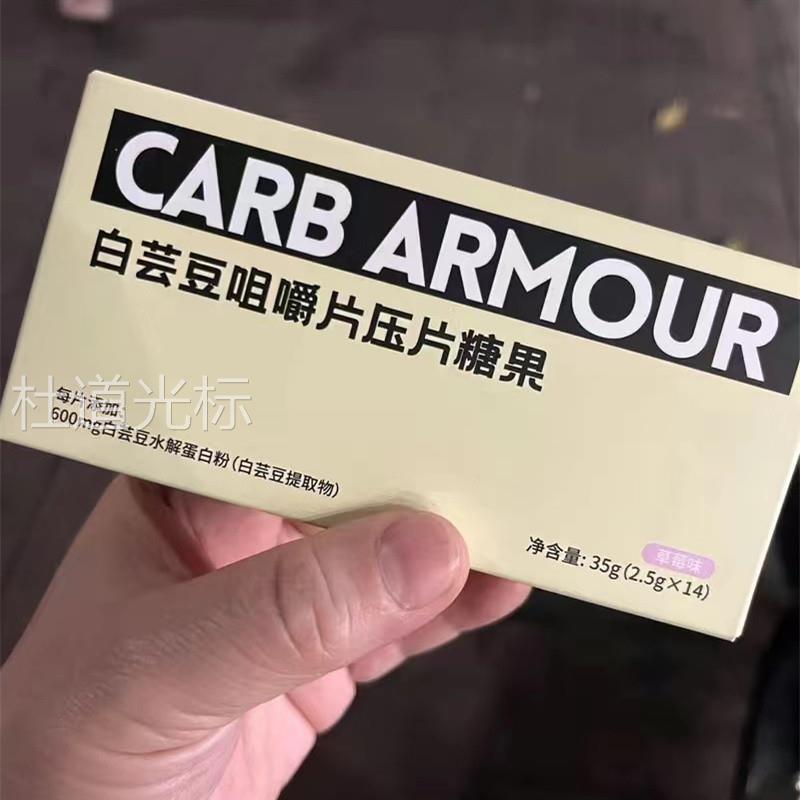 CARB ARMOUR
白芸豆咀嚼片压片糖果
杜道光标
每片添加
600mg白芸豆水解蛋白粉(白芸豆提取物)
草莓味
净含量: 35g(2.5g×14)